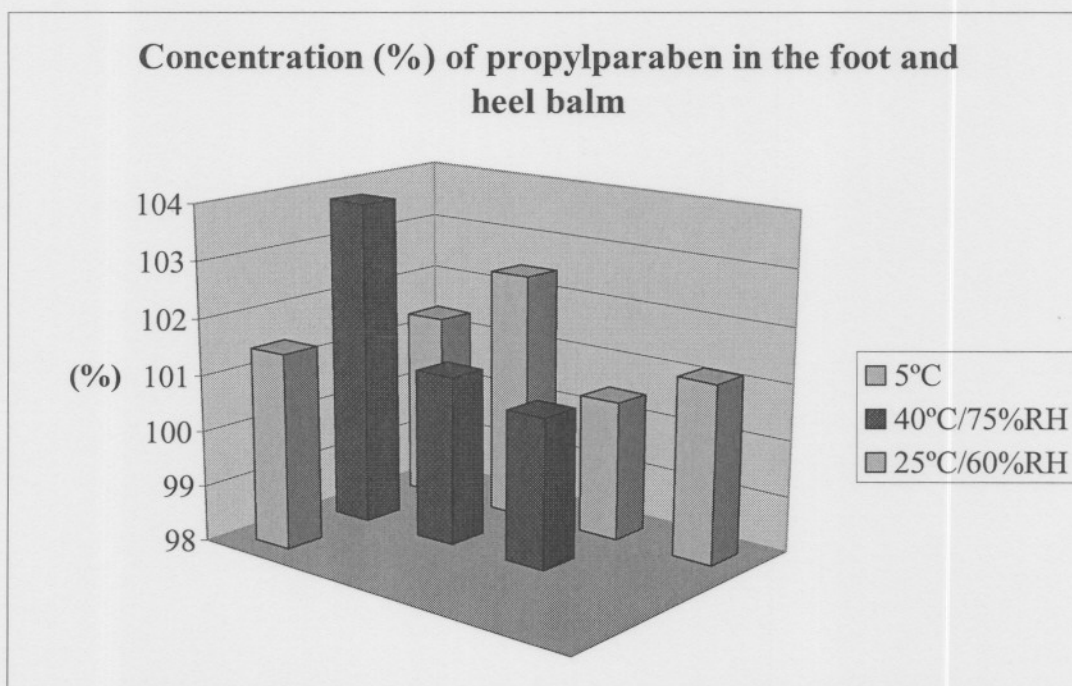 Concentration (%) of propylparaben in the foot and
heel balm
104
103
102
101
100
99
98
(%)
5ºC
40ºC/75%RH
25ºC/60%RH